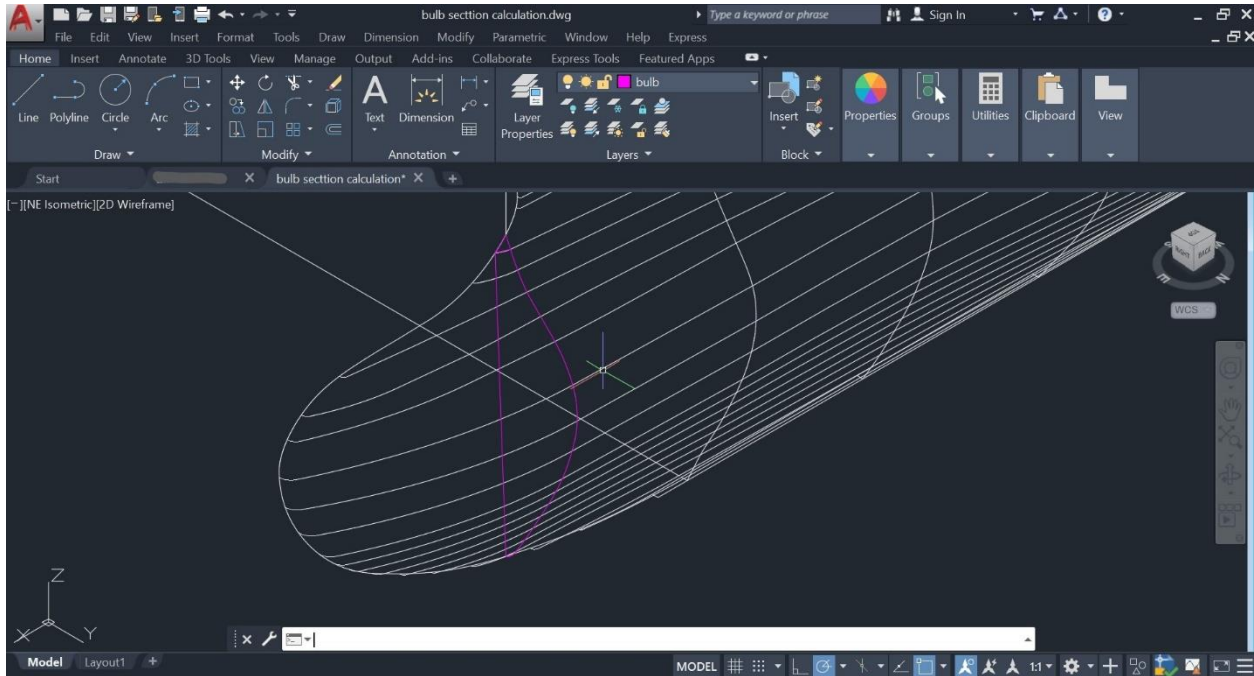 bulb secttion calculation.dwg
Type a keyword or phrase
Sign In
File Edit View Insert Format Tools Draw Dimension Modify Parametric Window Help Express
Home Insert Annotate 3D Tools View Manage Output Add-ins Collaborate Express Tools Featured Apps
bulb
Line Polyline Circle Arc
Text Dimension
Layer
Properties
Insert
Properties Groups Utilities Clipboard View
Draw Modify Annotation Layers Block
Start
bulb secttion calculation*
[−][NE Isometric][2D Wireframe]
WCS
Z
X Y
Model Layout1
MODEL 1:1